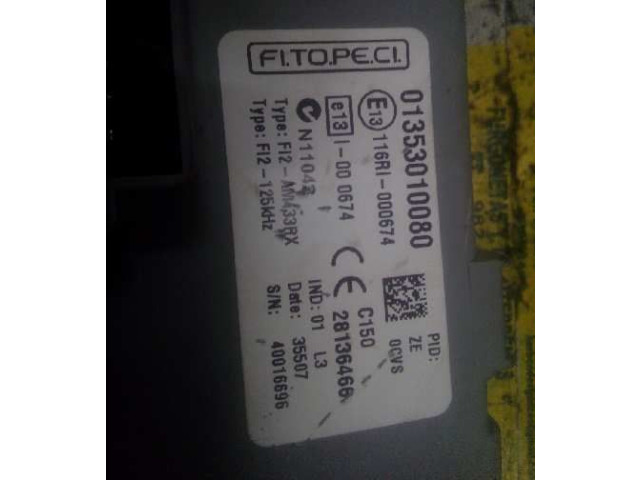 FI.TO.PE.CI.
01353010080
E13 116RI-000674
e13 I-00 0674
N11042
Type: FI2-AM433RX
Type: FI2-125kHz
PID:
ZE
0CVS
C150
28136466
CE
IND: 01 L3
Date: 35507
S/N: 40016696